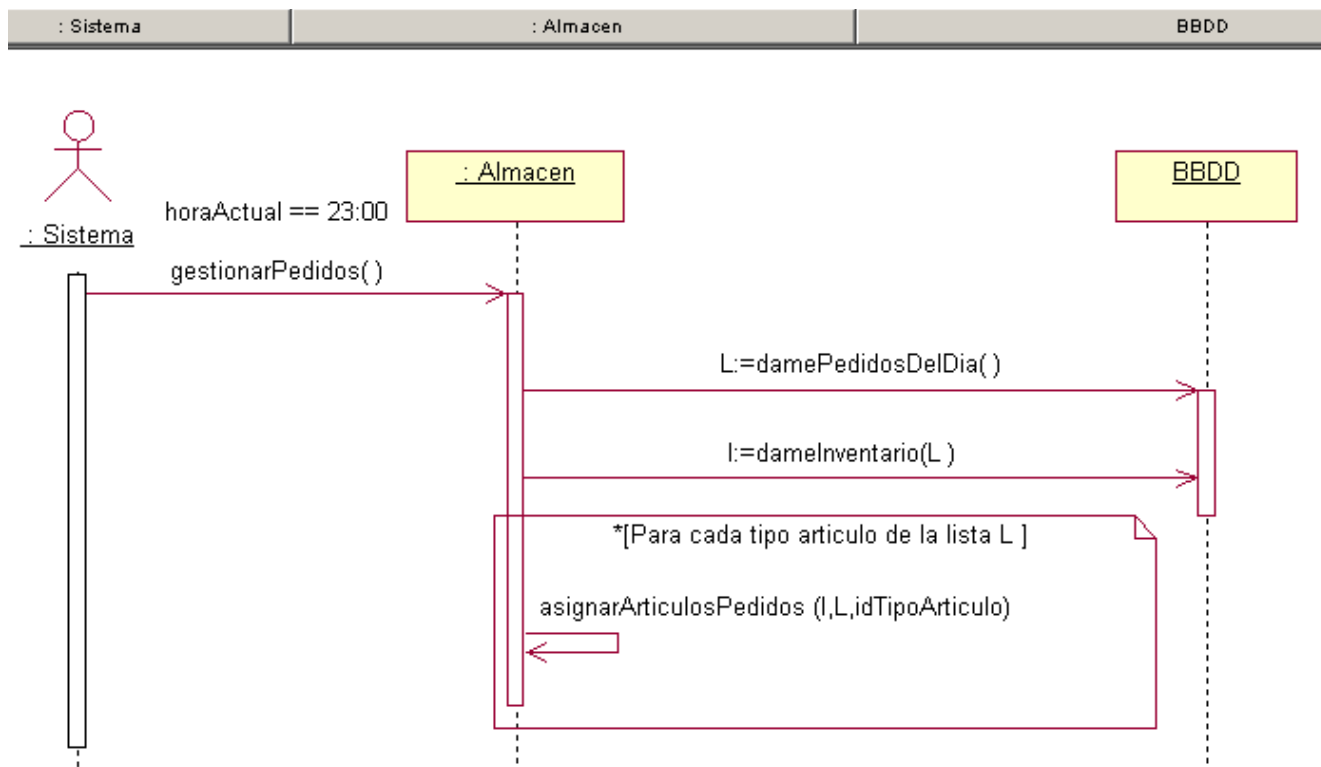 : Sistema
: Almacen
BBDD
: Almacen
BBDD
horaActual == 23:00
: Sistema
gestionarPedidos( )
L:=damePedidosDelDia( )
I:=dameInventario(L )
*[Para cada tipo articulo de la lista L ]
asignarArticulosPedidos (I,L,idTipoArticulo)